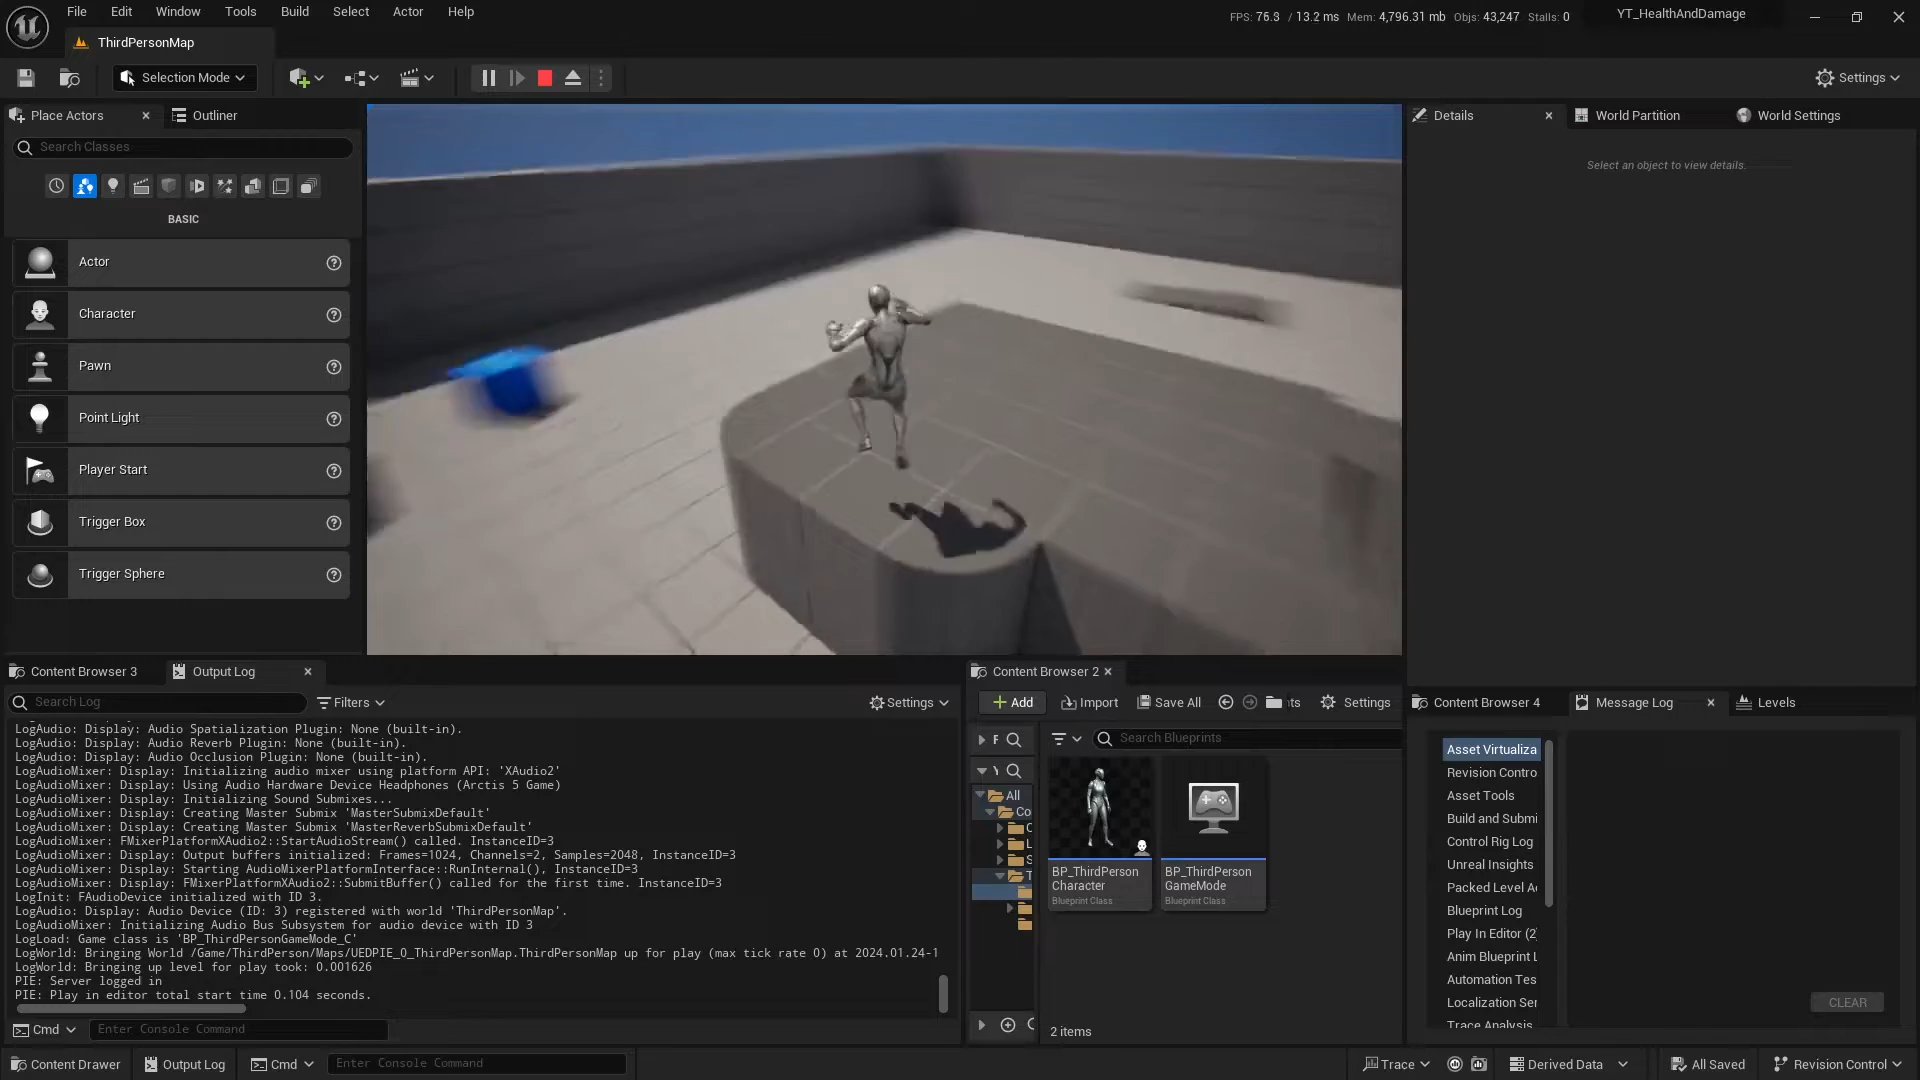 File Edit Window Tools Build Select Actor Help
FPS: 76.3 / 13.2 ms Mem: 4,796.31 mb Objs: 43,247 Stalls: 0
YT_HealthAndDamage
ThirdPersonMap
Selection Mode
Settings
Place Actors
Outliner
Search Classes
BASIC
Actor
Character
Pawn
Point Light
Player Start
Trigger Box
Trigger Sphere
Details
World Partition
World Settings
Select an object to view details.
Content Browser 3
Output Log
Search Log
Filters
Settings
LogAudio: Display: Audio Spatialization Plugin: None (built-in).
LogAudio: Display: Audio Reverb Plugin: None (built-in).
LogAudio: Display: Audio Occlusion Plugin: None (built-in).
LogAudioMixer: Display: Initializing audio mixer using platform API: 'XAudio2'
LogAudioMixer: Display: Using Audio Hardware Device Headphones (Arctis 5 Game)
LogAudioMixer: Display: Initializing Sound Submixes...
LogAudioMixer: Display: Creating Master Submix 'MasterSubmixDefault'
LogAudioMixer: Display: Creating Master Submix 'MasterReverbSubmixDefault'
LogAudioMixer: FMixerPlatformXAudio2::StartAudioStream() called. InstanceID=3
LogAudioMixer: Display: Output buffers initialized: Frames=1024, Channels=2, Samples=2048, InstanceID=3
LogAudioMixer: Display: Starting AudioMixerPlatformInterface::RunInternal(), InstanceID=3
LogAudioMixer: Display: FMixerPlatformXAudio2::SubmitBuffer() called for the first time. InstanceID=3
LogInit: FAudioDevice initialized with ID 3.
LogAudio: Display: Audio Device (ID: 3) registered with world 'ThirdPersonMap'.
LogAudioMixer: Initializing Audio Bus Subsystem for audio device with ID 3
LogLoad: Game class is 'BP_ThirdPersonGameMode_C'
LogWorld: Bringing World /Game/ThirdPerson/Maps/UEDPIE_0_ThirdPersonMap.ThirdPersonMap up for play (max tick rate 0) at 2024.01.24-1
LogWorld: Bringing up level for play took: 0.001626
PIE: Server logged in
PIE: Play in editor total start time 0.104 seconds.
Cmd
Enter Console Command
Content Browser 2
Add
Import
Save All
ts
Settings
F
Search Blueprints
Y
All
Co
C
L
S
T
BP_ThirdPerson
Character
Blueprint Class
BP_ThirdPerson
GameMode
Blueprint Class
C
2 items
Content Browser 4
Message Log
Levels
Asset Virtualiza
Revision Contro
Asset Tools
Build and Submi
Control Rig Log
Unreal Insights
Packed Level A
Blueprint Log
Play In Editor (2)
Anim Blueprint L
Automation Tes
Localization Ser
Trace Analysis
CLEAR
Content Drawer
Output Log
Cmd
Enter Console Command
Trace
Derived Data
All Saved
Revision Control